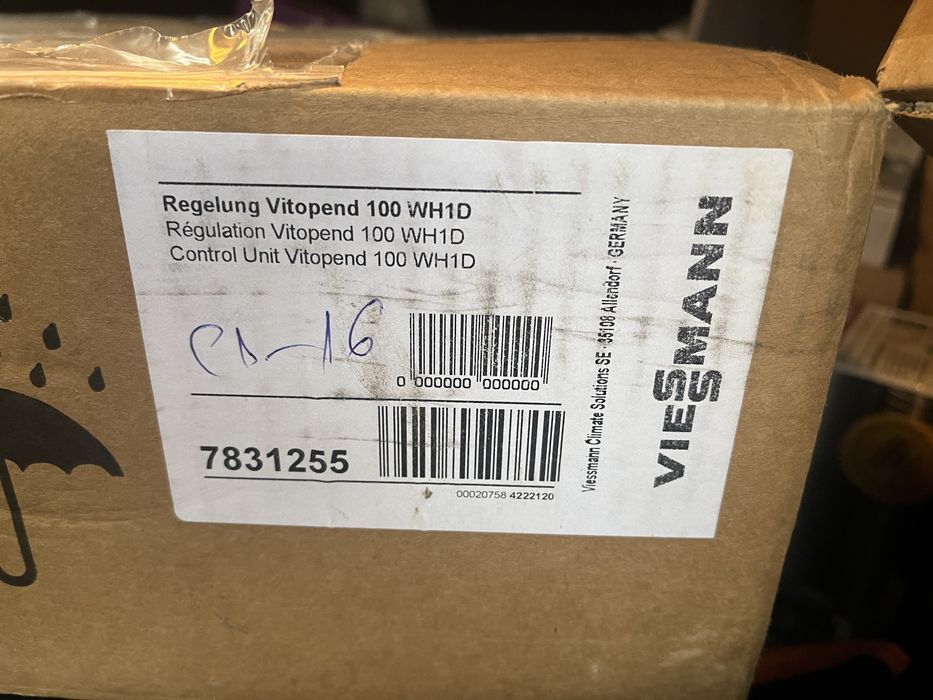 Regelung Vitopend 100 WH1D
Régulation Vitopend 100 WH1D
Control Unit Vitopend 100 WH1D
0 000000 000000
7831255
00020758 4222120
Viessmann Climate Solutions SE · 35108 Allendorf · GERMANY
VIESMANN